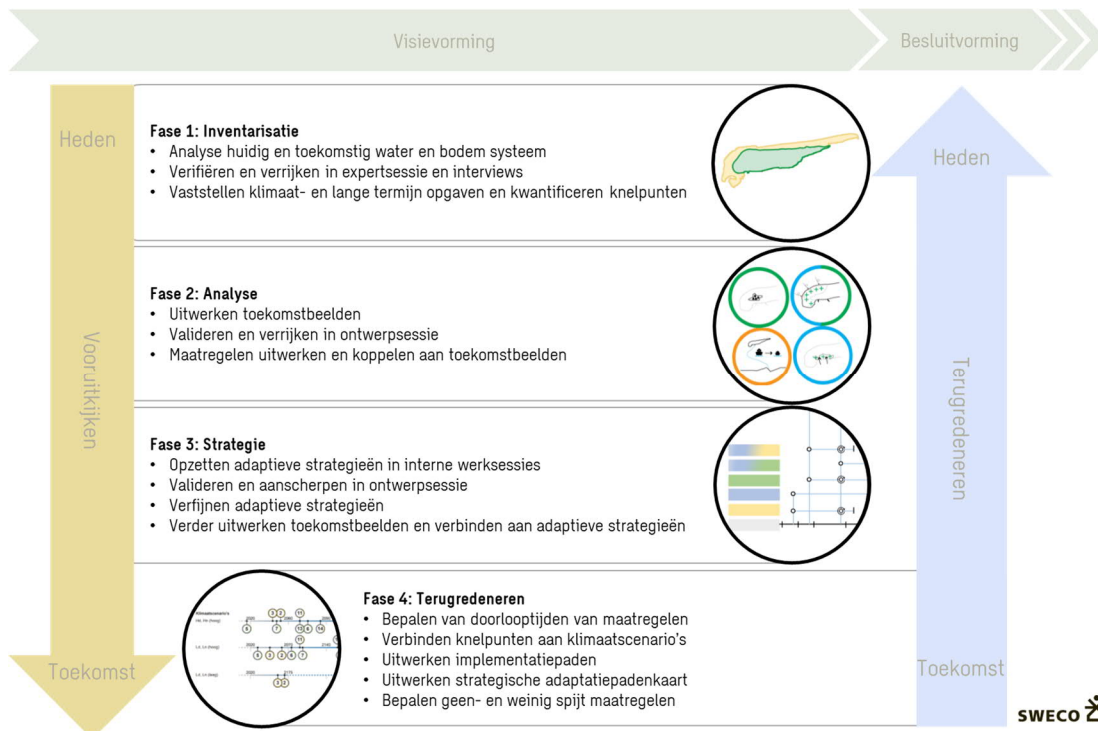 Visievorming
Besluitvorming
Heden
Vooruitkijken
Toekomst
Fase 1: Inventarisatie
• Analyse huidig en toekomstig water en bodem systeem
• Verifiëren en verrijken in expertsessie en interviews
• Vaststellen klimaat- en lange termijn opgaven en kwantificeren knelpunten
Fase 2: Analyse
• Uitwerken toekomstbeelden
• Valideren en verrijken in ontwerpsessie
• Maatregelen uitwerken en koppelen aan toekomstbeelden
Fase 3: Strategie
• Opzetten adaptieve strategieën in interne werksessies
• Valideren en aanscherpen in ontwerpsessie
• Verfijnen adaptieve strategieën
• Verder uitwerken toekomstbeelden en verbinden aan adaptieve strategieën
Klimaatscenario's
Fase 4: Terugredeneren
• Bepalen van doorlooptijden van maatregelen
• Verbinden knelpunten aan klimaatscenario's
• Uitwerken implementatiepaden
• Uitwerken strategische adaptatiepadenkaart
• Bepalen geen- en weinig spijt maatregelen
Heden
Terugredeneren
Toekomst
SWECO